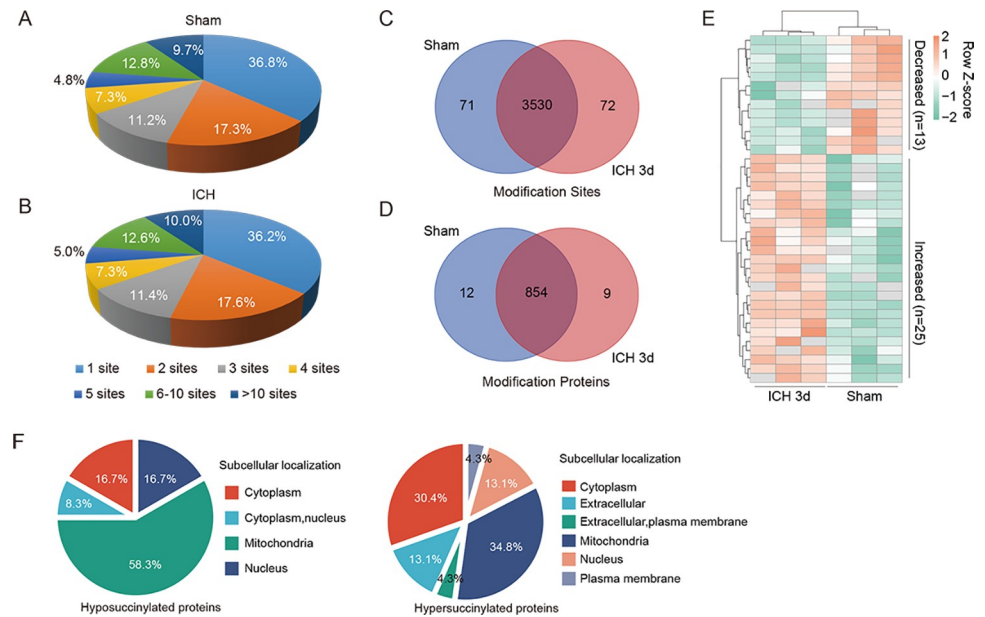 A
Sham
36.8%
17.3%
11.2%
7.3%
4.8%
12.8%
9.7%
B
ICH
36.2%
17.6%
11.4%
7.3%
5.0%
12.6%
10.0%
1 site
2 sites
3 sites
4 sites
5 sites
6-10 sites
>10 sites
C
Sham
71
3530
72
ICH 3d
Modification Sites
D
Sham
12
854
9
ICH 3d
Modification Proteins
E
2
1
0
−1
−2
Row Z-score
Decreased (n=13)
Increased (n=25)
ICH 3d
Sham
F
16.7%
16.7%
8.3%
58.3%
Hyposuccinylated proteins
Subcellular localization
Cytoplasm
Cytoplasm,nucleus
Mitochondria
Nucleus
4.3%
13.1%
30.4%
34.8%
13.1%
4.3%
Hypersuccinylated proteins
Subcellular localization
Cytoplasm
Extracellular
Extracellular,plasma membrane
Mitochondria
Nucleus
Plasma membrane